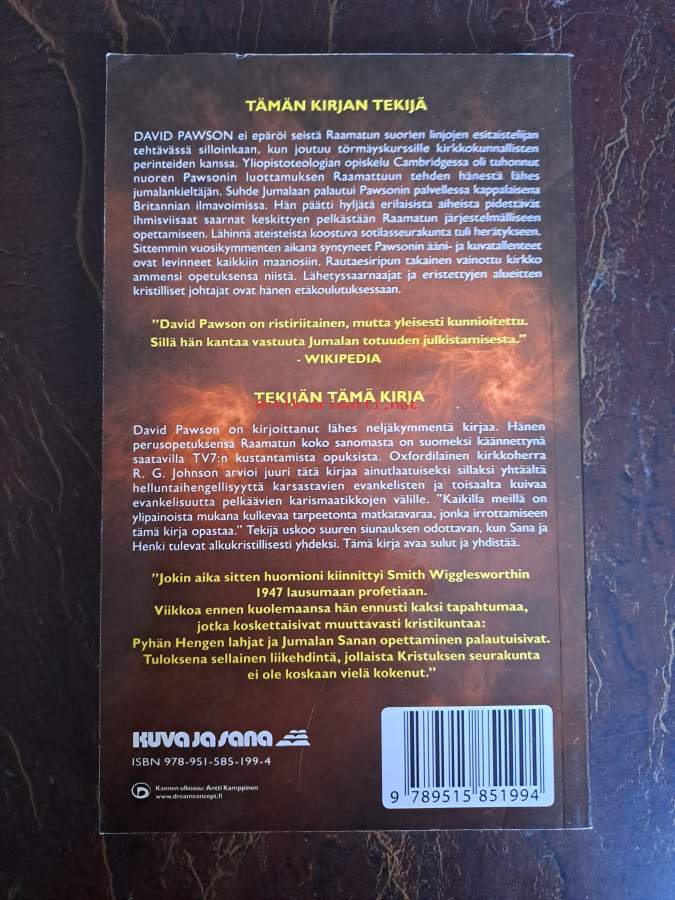 TÄMÄN KIRJAN TEKIJÄ
DAVID PAWSON ei epäröi seistä Raamatun suorien linjojen esitaistelijan
tehtävässä silloinkaan, kun joutuu törmäyskurssille kirkkokunnallisten
perinteiden kanssa. Yliopistoteologian opiskelu Cambridgessa oli tuhonnut
nuoren Pawsonin luottamuksen Raamattuun tehden hänestä lähes
jumalankieltäjän. Suhde Jumalaan palautui Pawsonin palvellessa kappalaisena
Britannian ilmavoimissa. Hän päätti hyljätä erilaisista aiheista pidettävät
ihmisviisaat saarnat keskittyen pelkästään Raamatun järjestelmälliseen
opettamiseen. Lähinnä ateisteista koostuva sotilasseurakunta tuli herätykseen.
Sittemmin vuosikymmenten aikana syntyneet Pawsonin ääni- ja kuvatallenteet
ovat levinneet kaikkiin maanosiin. Rautaesiripun takainen vainottu kirkko
ammensi opetuksensa niistä. Lähetyssaarnaajat ja eristettyjen alueitten
kristilliset johtajat ovat hänen etäkoulutuksessaan.
"David Pawson on ristiriitainen, mutta yleisesti kunnioitettu.
Sillä hän kantaa vastuuta Jumalan totuuden julkistamisesta."
- WIKIPEDIA
TEKIJÄN TÄMÄ KIRJA
David Pawson on kirjoittanut lähes neljäkymmentä kirjaa. Hänen
perusopetuksensa Raamatun koko sanomasta on suomeksi käännettynä
saatavilla TV7:n kustantamista opuksista. Oxfordilainen kirkkoherra
R. G. Johnson arvioi juuri tätä kirjaa ainutlaatuiseksi sillaksi yhtäältä
helluntaihengellisyyttä karsastavien evankelisten ja toisaalta kuivaa
evankelisuutta pelkäävien karismaatikkojen välille. "Kaikilla meillä on
ylipainoista mukana kulkevaa tarpeetonta matkatavaraa, jonka irrottamiseen
tämä kirja opastaa." Tekijä uskoo suuren siunauksen odottavan, kun Sana ja
Henki tulevat alkukristillisesti yhdeksi. Tämä kirja avaa sulut ja yhdistää.
"Jokin aika sitten huomioni kiinnittyi Smith Wigglesworthin
1947 lausumaan profetiaan.
Viikkoa ennen kuolemaansa hän ennusti kaksi tapahtumaa,
jotka koskettaisivat muuttavasti kristikuntaa:
Pyhän Hengen lahjat ja Jumalan Sanan opettaminen palautuisivat.
Tuloksena sellainen liikehdintä, jollaista Kristuksen seurakunta
ei ole koskaan vielä kokenut."
KUVA JA SANA
ISBN 978-951-585-199-4
Kannen ulkoasu: Antti Kamppinen
www.dreamconcept.fi
9 789515 851994